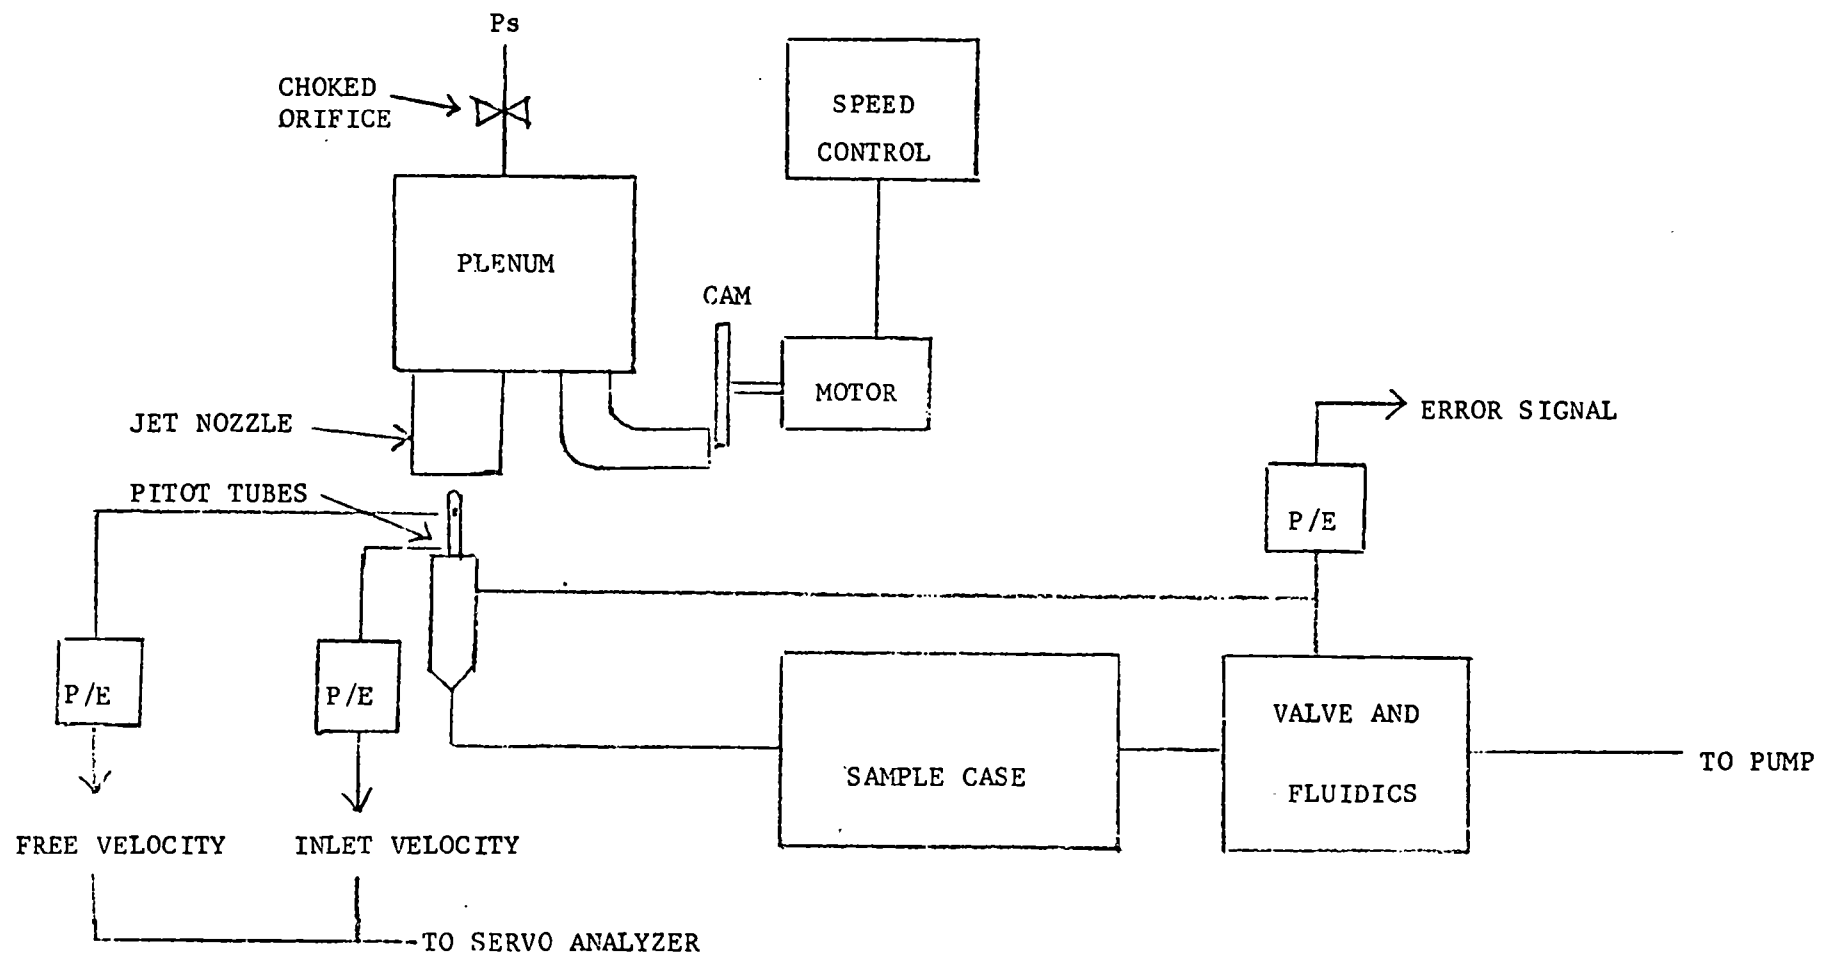 Ps
CHOKED
ORIFICE
SPEED
CONTROL
PLENUM
CAM
MOTOR
JET NOZZLE
ERROR SIGNAL
PITOT TUBES
P/E
P/E
P/E
VALVE AND
FLUIDICS
SAMPLE CASE
TO PUMP
FREE VELOCITY
INLET VELOCITY
TO SERVO ANALYZER